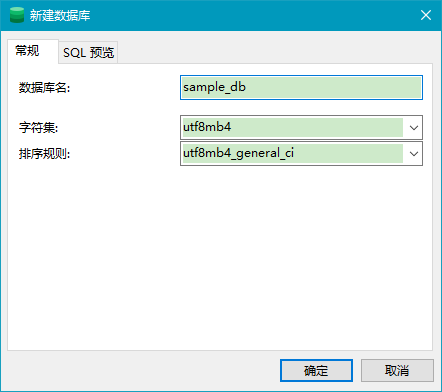 新建数据库
常规
SQL 预览
数据库名:
sample_db
字符集:
utf8mb4
排序规则:
utf8mb4_general_ci
确定
取消